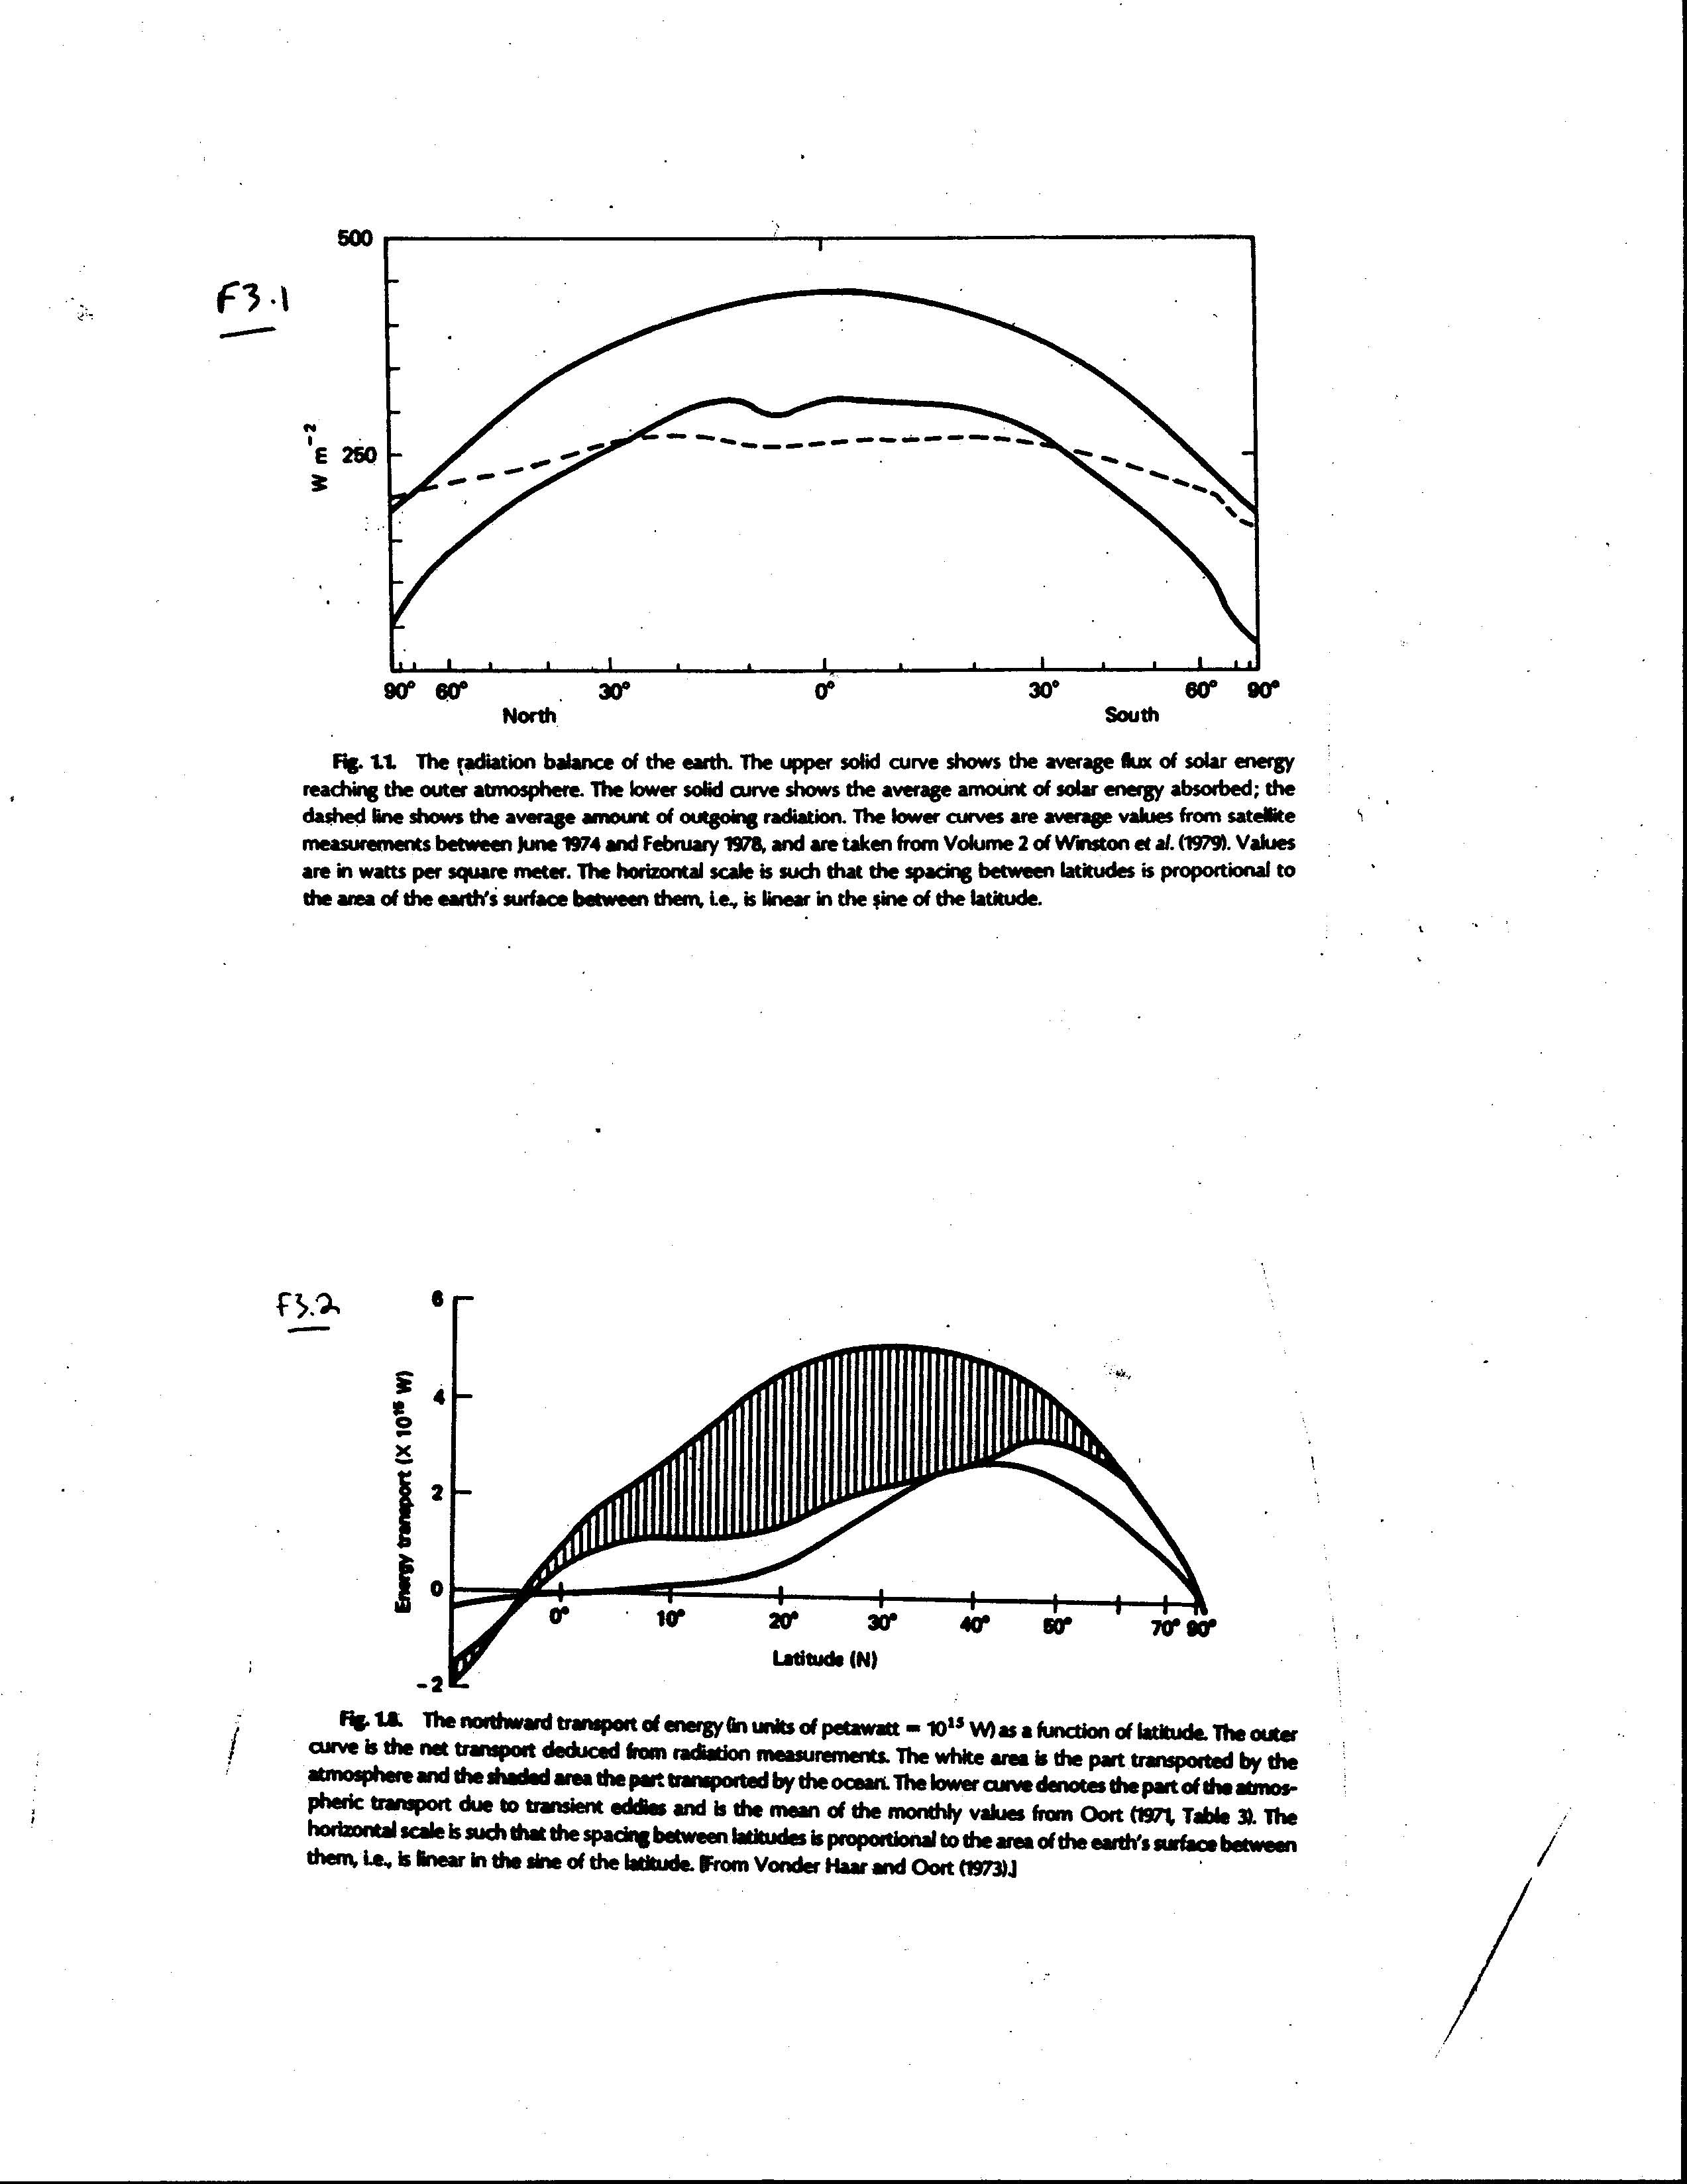 500
F3.1
W m⁻²
250
90° 60° 30° 0° 30° 60° 90°
North South
Fig. 1.1. The radiation balance of the earth. The upper solid curve shows the average flux of solar energy
reaching the outer atmosphere. The lower solid curve shows the average amount of solar energy absorbed; the
dashed line shows the average amount of outgoing radiation. The lower curves are average values from satellite
measurements between June 1974 and February 1978, and are taken from Volume 2 of Winston et al. (1979). Values
are in watts per square meter. The horizontal scale is such that the spacing between latitudes is proportional to
the area of the earth's surface between them, i.e., is linear in the sine of the latitude.
F3.2
6
4
2
0
-2
Energy transport (X 10¹⁵ W)
0° 10° 20° 30° 40° 50° 70° 90°
Latitude (N)
Fig. 1.8. The northward transport of energy (in units of petawatt = 10¹⁵ W) as a function of latitude. The outer
curve is the net transport deduced from radiation measurements. The white area is the part transported by the
atmosphere and the shaded area the part transported by the ocean. The lower curve denotes the part of the atmos-
pheric transport due to transient eddies and is the mean of the monthly values from Oort (1971, Table 3). The
horizontal scale is such that the spacing between latitudes is proportional to the area of the earth's surface between
them, i.e., is linear in the sine of the latitude. [From Vonder Haar and Oort (1973).]